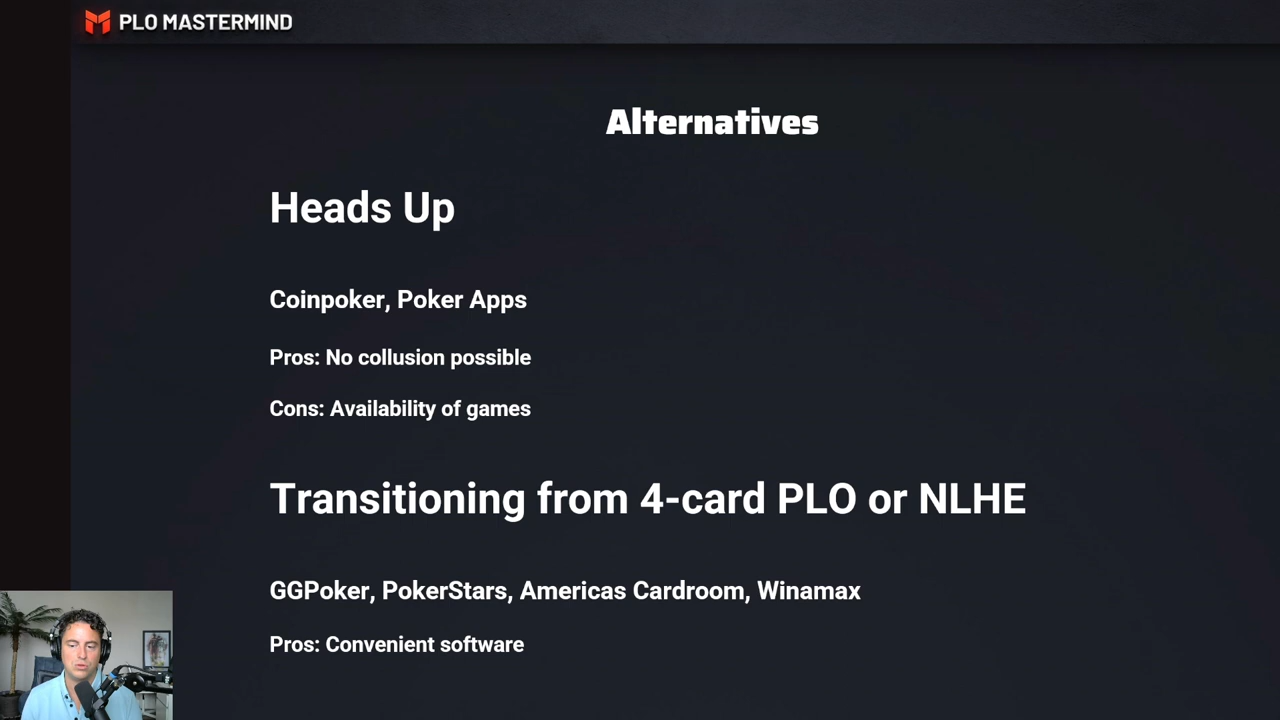 PLO MASTERMIND
Alternatives
Heads Up
Coinpoker, Poker Apps
Pros: No collusion possible
Cons: Availability of games
Transitioning from 4-card PLO or NLHE
GGPoker, PokerStars, Americas Cardroom, Winamax
Pros: Convenient software